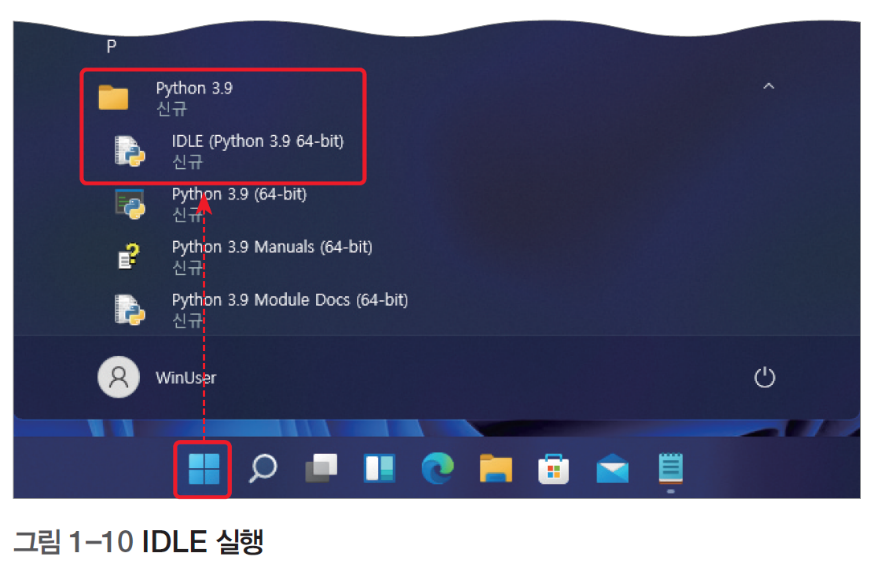 P
Python 3.9
신규
IDLE (Python 3.9 64-bit)
신규
Python 3.9 (64-bit)
신규
Python 3.9 Manuals (64-bit)
신규
Python 3.9 Module Docs (64-bit)
신규
WinUser
그림 1-10 IDLE 실행